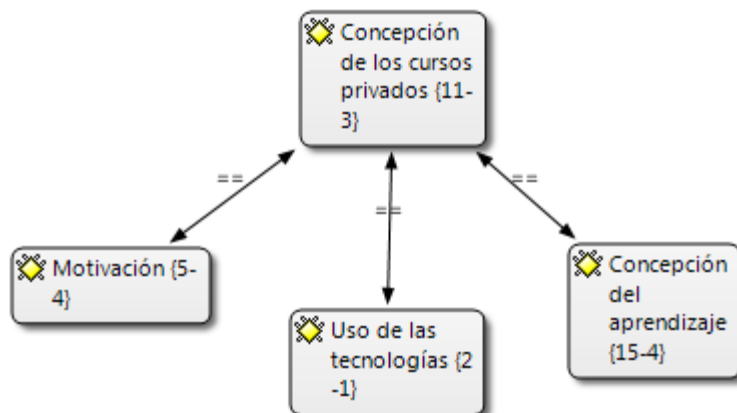 Concepción
de los cursos
privados {11-
3}
==
==
==
Motivación {5-
4}
Uso de las
tecnologías {2
-1}
Concepción
del
aprendizaje
{15-4}